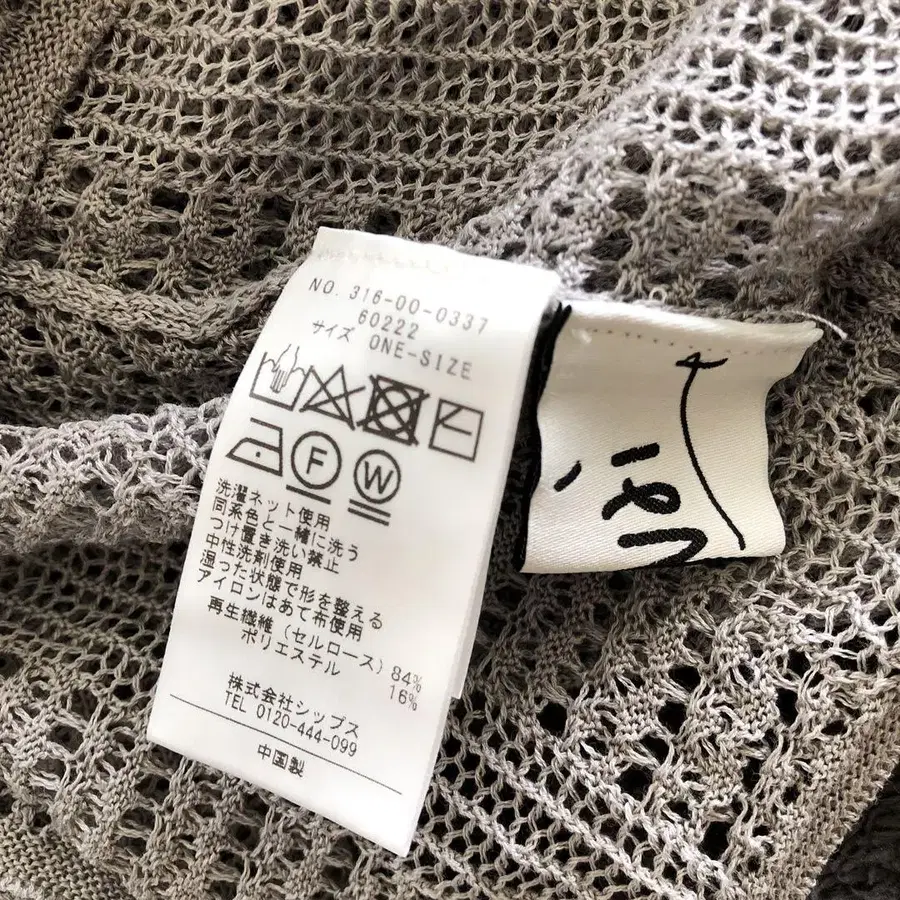 NO. 316-00-0337
60222
サイズ ONE-SIZE
F W
洗濯ネット使用
同系色と一緒に洗う
つけ置き洗い禁止
中性洗剤使用
湿った状態で形を整える
アイロンはあて布使用
再生繊維 (セルロース) 84%
ポリエステル 16%
株式会社シップス
TEL 0120-444-099
中国製